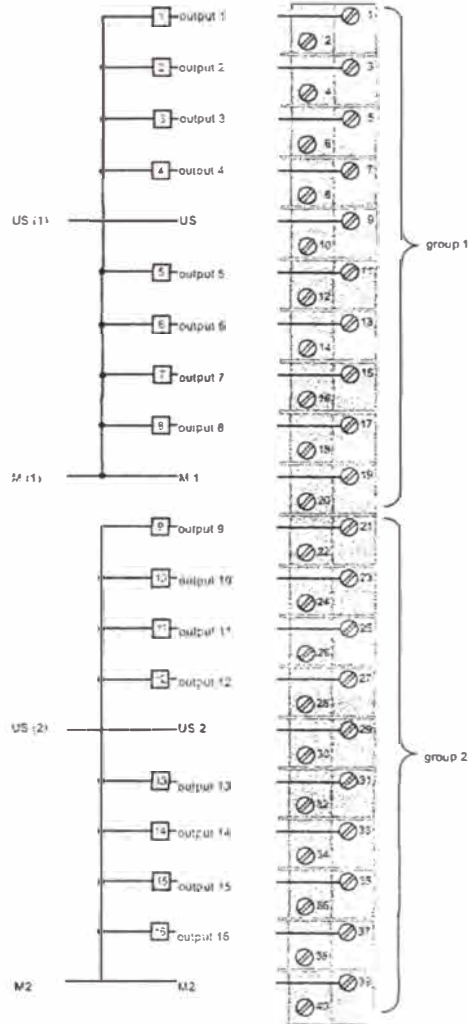 1 output 1 1
2
2 output 2 3
4
3 output 3 5
6
4 output 4 7
8
US (1) US 9
10
group 1
5 output 5 11
12
6 output 6 13
14
7 output 7 15
16
8 output 8 17
18
M (1) M 1 19
20
9 output 9 21
22
10 output 10 23
24
11 output 11 25
26
12 output 12 27
28
US (2) US 2 29
30
group 2
13 output 13 31
32
14 output 14 33
34
15 output 15 35
36
16 output 16 37
38
M2 M2 39
40